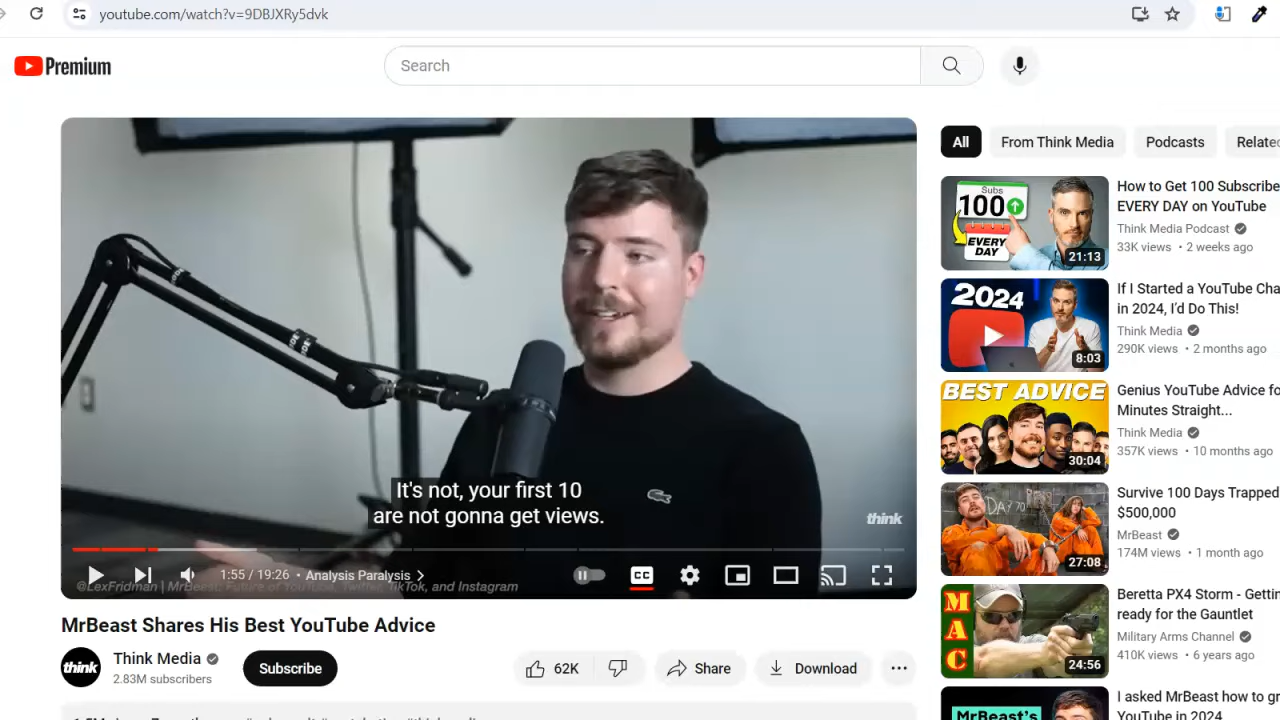 youtube.com/watch?v=9DBJXRy5dvk
Premium
Search
It's not, your first 10
are not gonna get views.
think
1:55 / 19:26 • Analysis Paralysis
CC
@LexFridman | MrBeast: Future of YouTube, Twitter, TikTok, and Instagram
MrBeast Shares His Best YouTube Advice
think
Think Media
2.83M subscribers
Subscribe
62K
Share
Download
All
From Think Media
Podcasts
Relate
Subs
100
EVERY
DAY
21:13
How to Get 100 Subscribe
EVERY DAY on YouTube
Think Media Podcast
33K views • 2 weeks ago
2024
8:03
If I Started a YouTube Cha
in 2024, I'd Do This!
Think Media
290K views • 2 months ago
BEST ADVICE
30:04
Genius YouTube Advice fo
Minutes Straight...
Think Media
357K views • 10 months ago
DAY 70
27:08
Survive 100 Days Trapped
$500,000
MrBeast
174M views • 1 month ago
MAC
24:56
Beretta PX4 Storm - Gettin
ready for the Gauntlet
Military Arms Channel
410K views • 6 years ago
MrBeast's
I asked MrBeast how to gr
YouTube in 2024